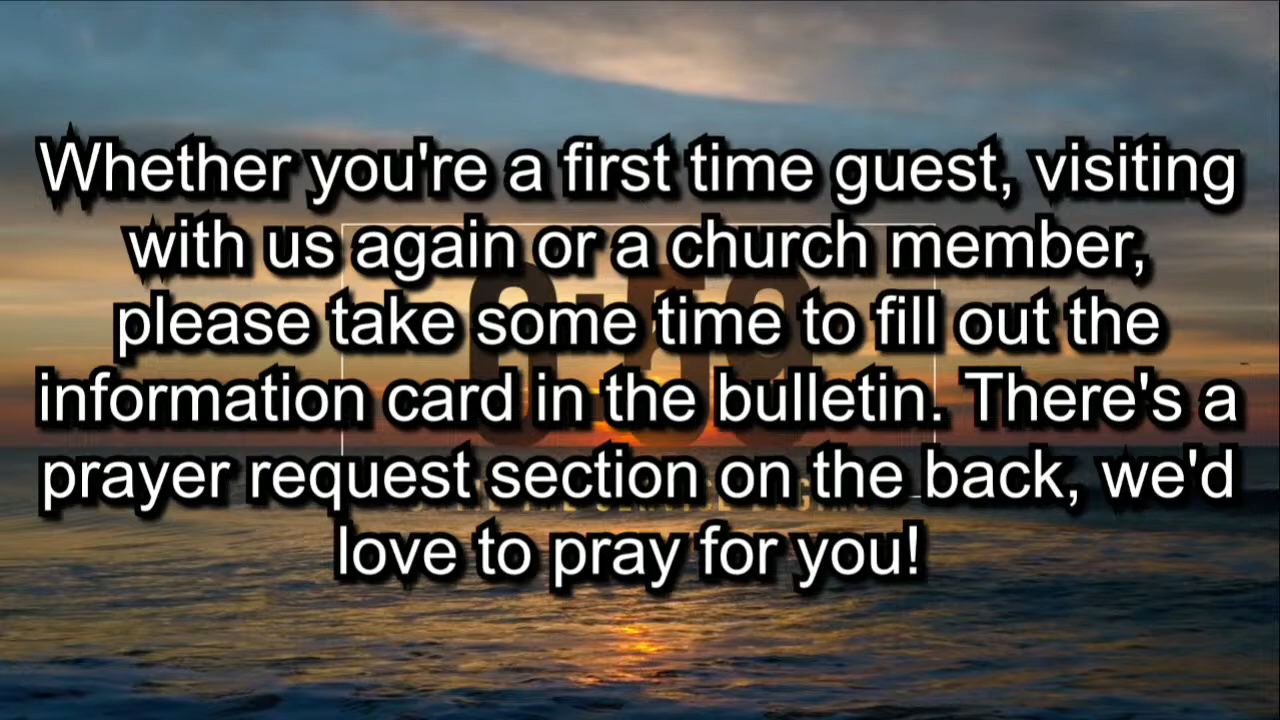 Whether you're a first time guest, visiting
with us again or a church member,
please take some time to fill out the
information card in the bulletin. There's a
prayer request section on the back, we'd
love to pray for you!
0:59